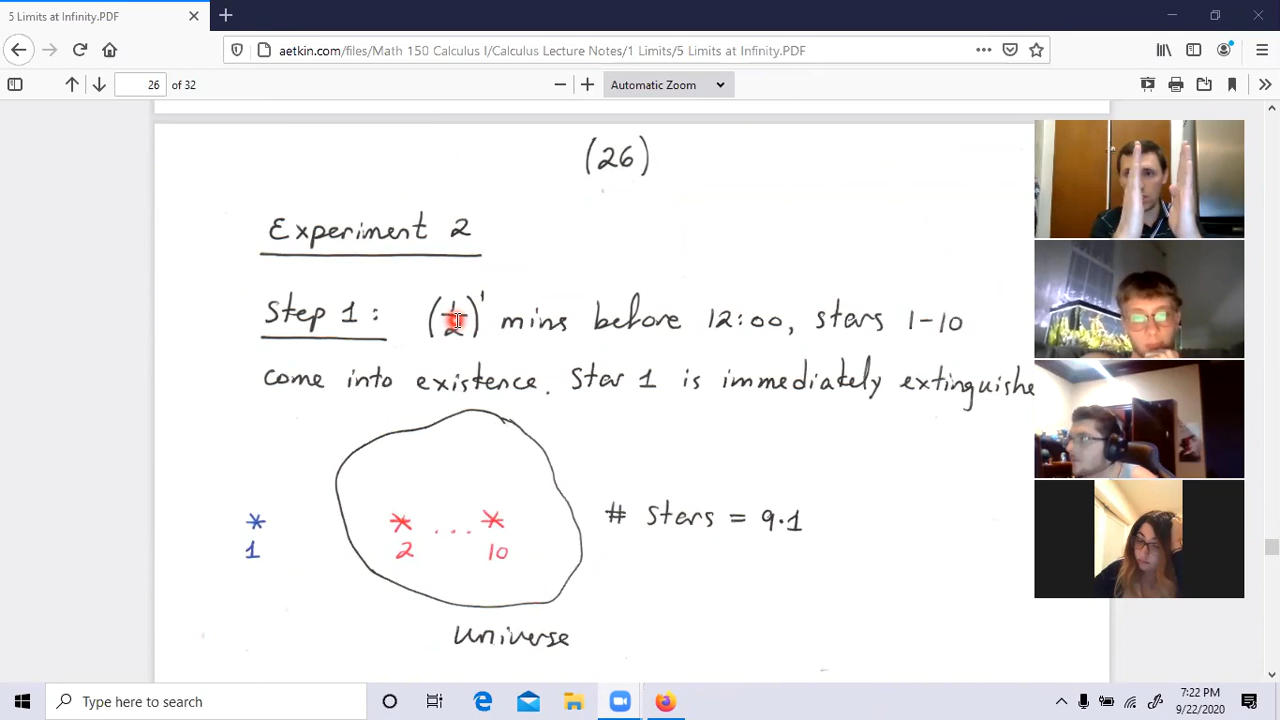 5 Limits at Infinity.PDF
aetkin.com/files/Math 150 Calculus I/Calculus Lecture Notes/1 Limits/5 Limits at Infinity.PDF
26 of 32
Automatic Zoom
(26)
Experiment 2
Step 1 : (1/2)¹ mins before 12:00, stars 1-10
come into existence. Star 1 is immediately extinguishe
* * ... *
1 2 10
# stars = 9·1
Universe
Type here to search
7:22 PM
9/22/2020